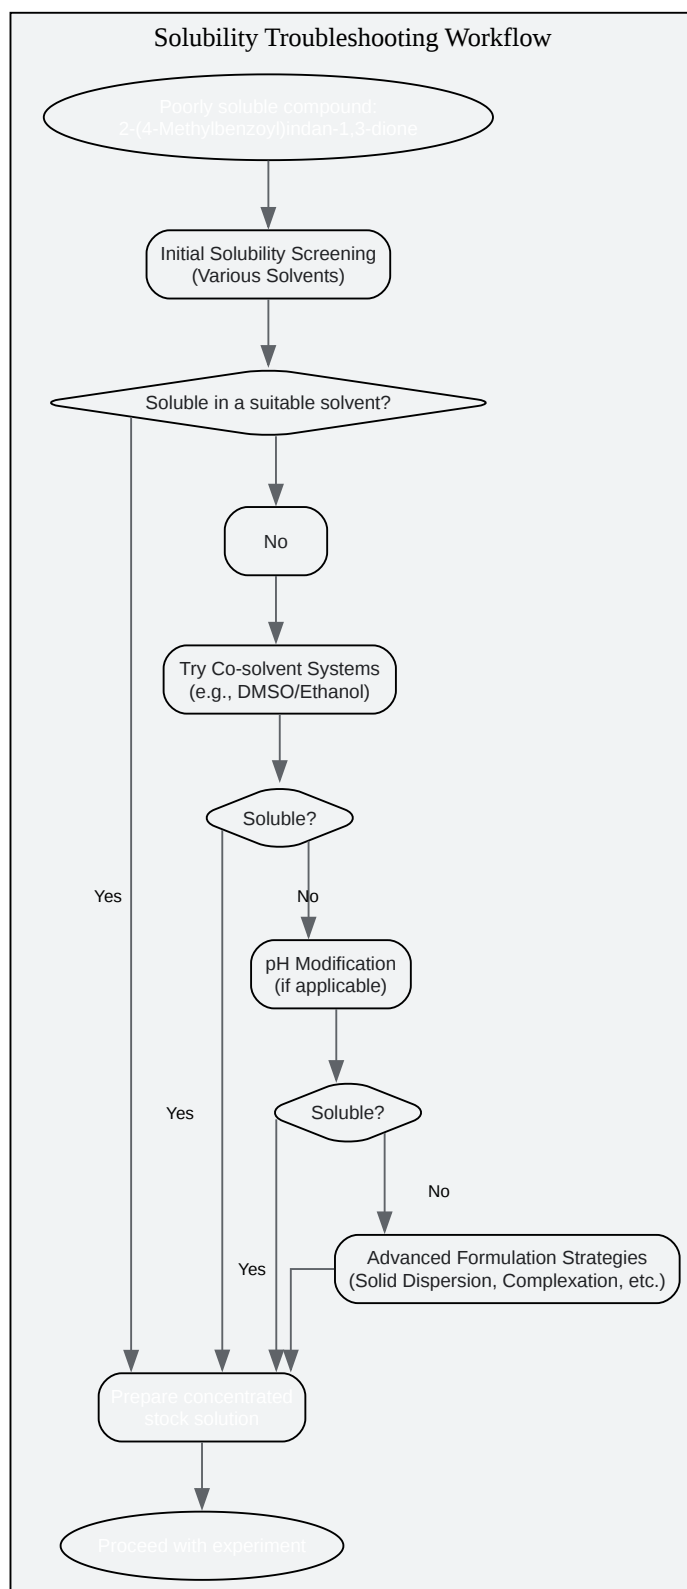 Solubility Troubleshooting Workflow
Poorly soluble compound:
2-(4-Methylbenzoyl)indan-1,3-dione
Initial Solubility Screening
(Various Solvents)
Soluble in a suitable solvent?
No
Try Co-solvent Systems
(e.g., DMSO/Ethanol)
Soluble?
Yes
No
pH Modification
(if applicable)
Yes
Soluble?
No
Yes
Advanced Formulation Strategies
(Solid Dispersion, Complexation, etc.)
Prepare concentrated
stock solution
Proceed with experiment